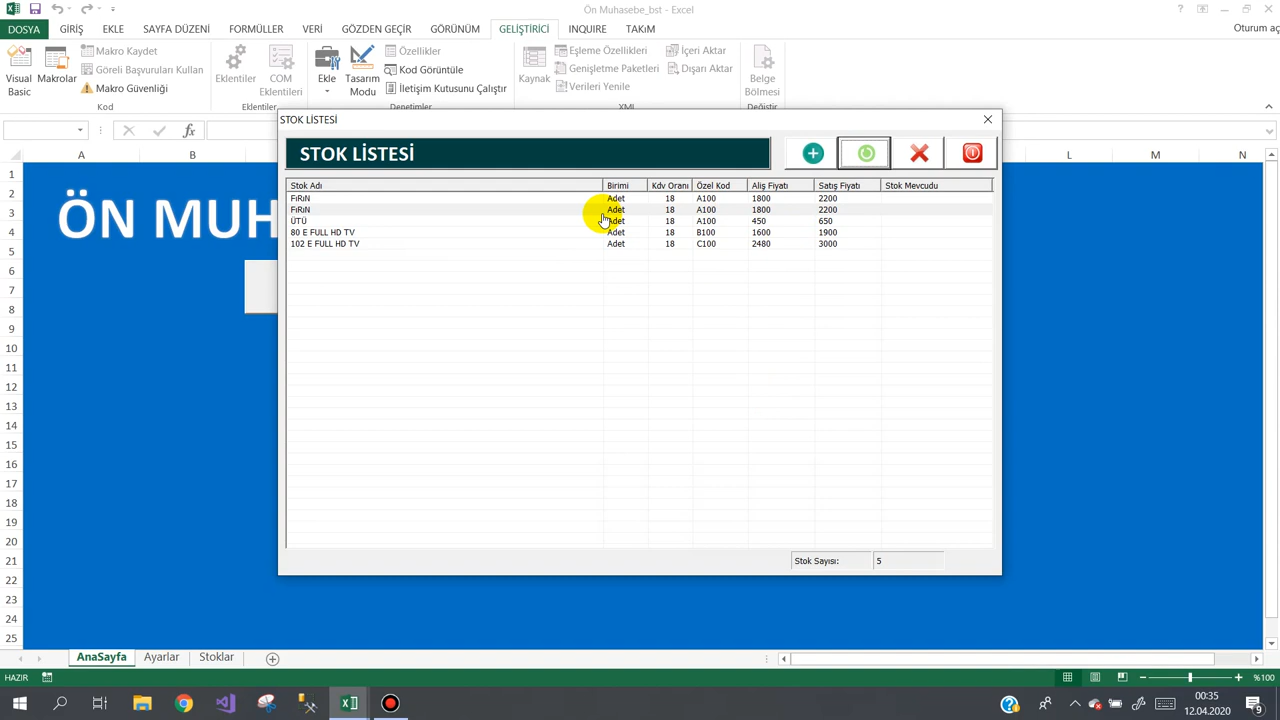 Ön Muhasebe_bst - Excel
DOSYA GİRİŞ EKLE SAYFA DÜZENİ FORMÜLLER VERİ GÖZDEN GEÇİR GÖRÜNÜM GELİŞTİRİCİ INQUIRE TAKıM Oturum aç
Visual Basic
Makrolar
Makro Kaydet
Göreli Başvuruları Kullan
Makro Güvenliği
Kod
Eklentiler
COM Eklentileri
Eklentiler
Ekle
Tasarım Modu
Özellikler
Kod Görüntüle
İletişim Kutusunu Çalıştır
Denetimler
Kaynak
Eşleme Özellikleri
Genişletme Paketleri
Verileri Yenile
İçeri Aktar
Dışarı Aktar
XML
Belge Bölmesi
Değiştir
fx
A B L M N
1
2
3
4
5
6
7
8
9
10
11
12
13
14
15
16
17
18
19
20
21
22
23
24
25
ÖN MUH
STOK LİSTESİ
STOK LİSTESİ
Stok Adı Birimi Kdv Oranı Özel Kod Aliş Fiyatı Satış Fiyatı Stok Mevcudu
FıRıN Adet 18 A100 1800 2200
FıRıN Adet 18 A100 1800 2200
ÜTÜ Adet 18 A100 450 650
80 E FULL HD TV Adet 18 B100 1600 1900
102 E FULL HD TV Adet 18 C100 2480 3000
Stok Sayısı: 5
AnaSayfa Ayarlar Stoklar
HAZIR %100
00:35
12.04.2020
9